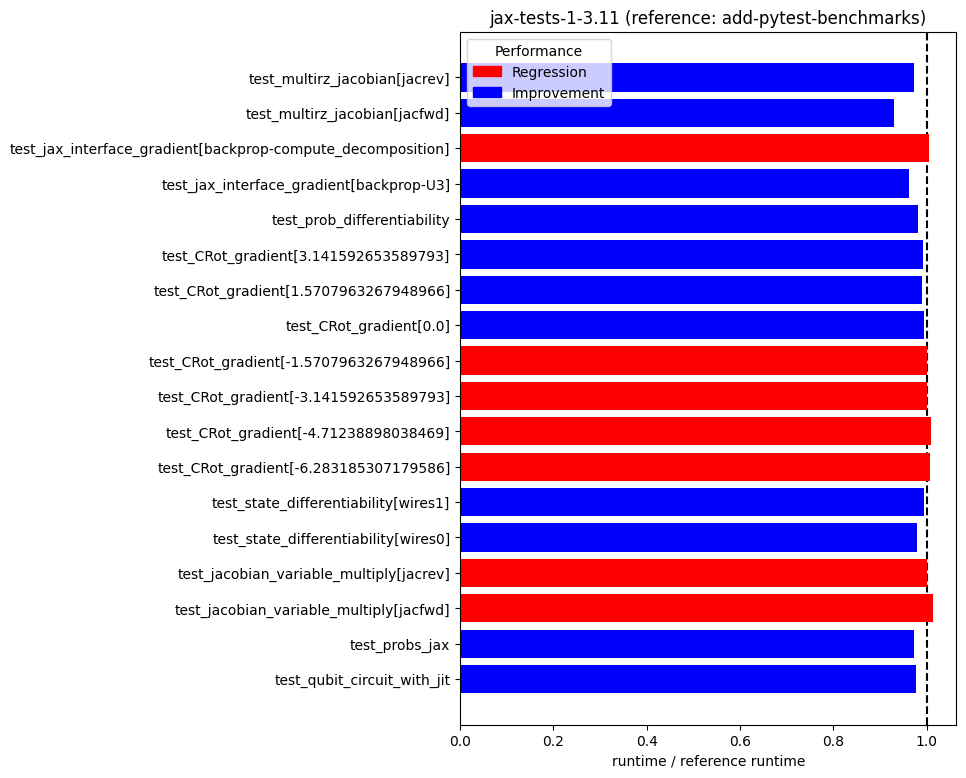 jax-tests-1-3.11 (reference: add-pytest-benchmarks)
Performance
Regression
Improvement
test_multirz_jacobian[jacrev]
test_multirz_jacobian[jacfwd]
test_jax_interface_gradient[backprop-compute_decomposition]
test_jax_interface_gradient[backprop-U3]
test_prob_differentiability
test_CRot_gradient[3.141592653589793]
test_CRot_gradient[1.5707963267948966]
test_CRot_gradient[0.0]
test_CRot_gradient[-1.5707963267948966]
test_CRot_gradient[-3.141592653589793]
test_CRot_gradient[-4.71238898038469]
test_CRot_gradient[-6.283185307179586]
test_state_differentiability[wires1]
test_state_differentiability[wires0]
test_jacobian_variable_multiply[jacrev]
test_jacobian_variable_multiply[jacfwd]
test_probs_jax
test_qubit_circuit_with_jit
0.0 0.2 0.4 0.6 0.8 1.0
runtime / reference runtime